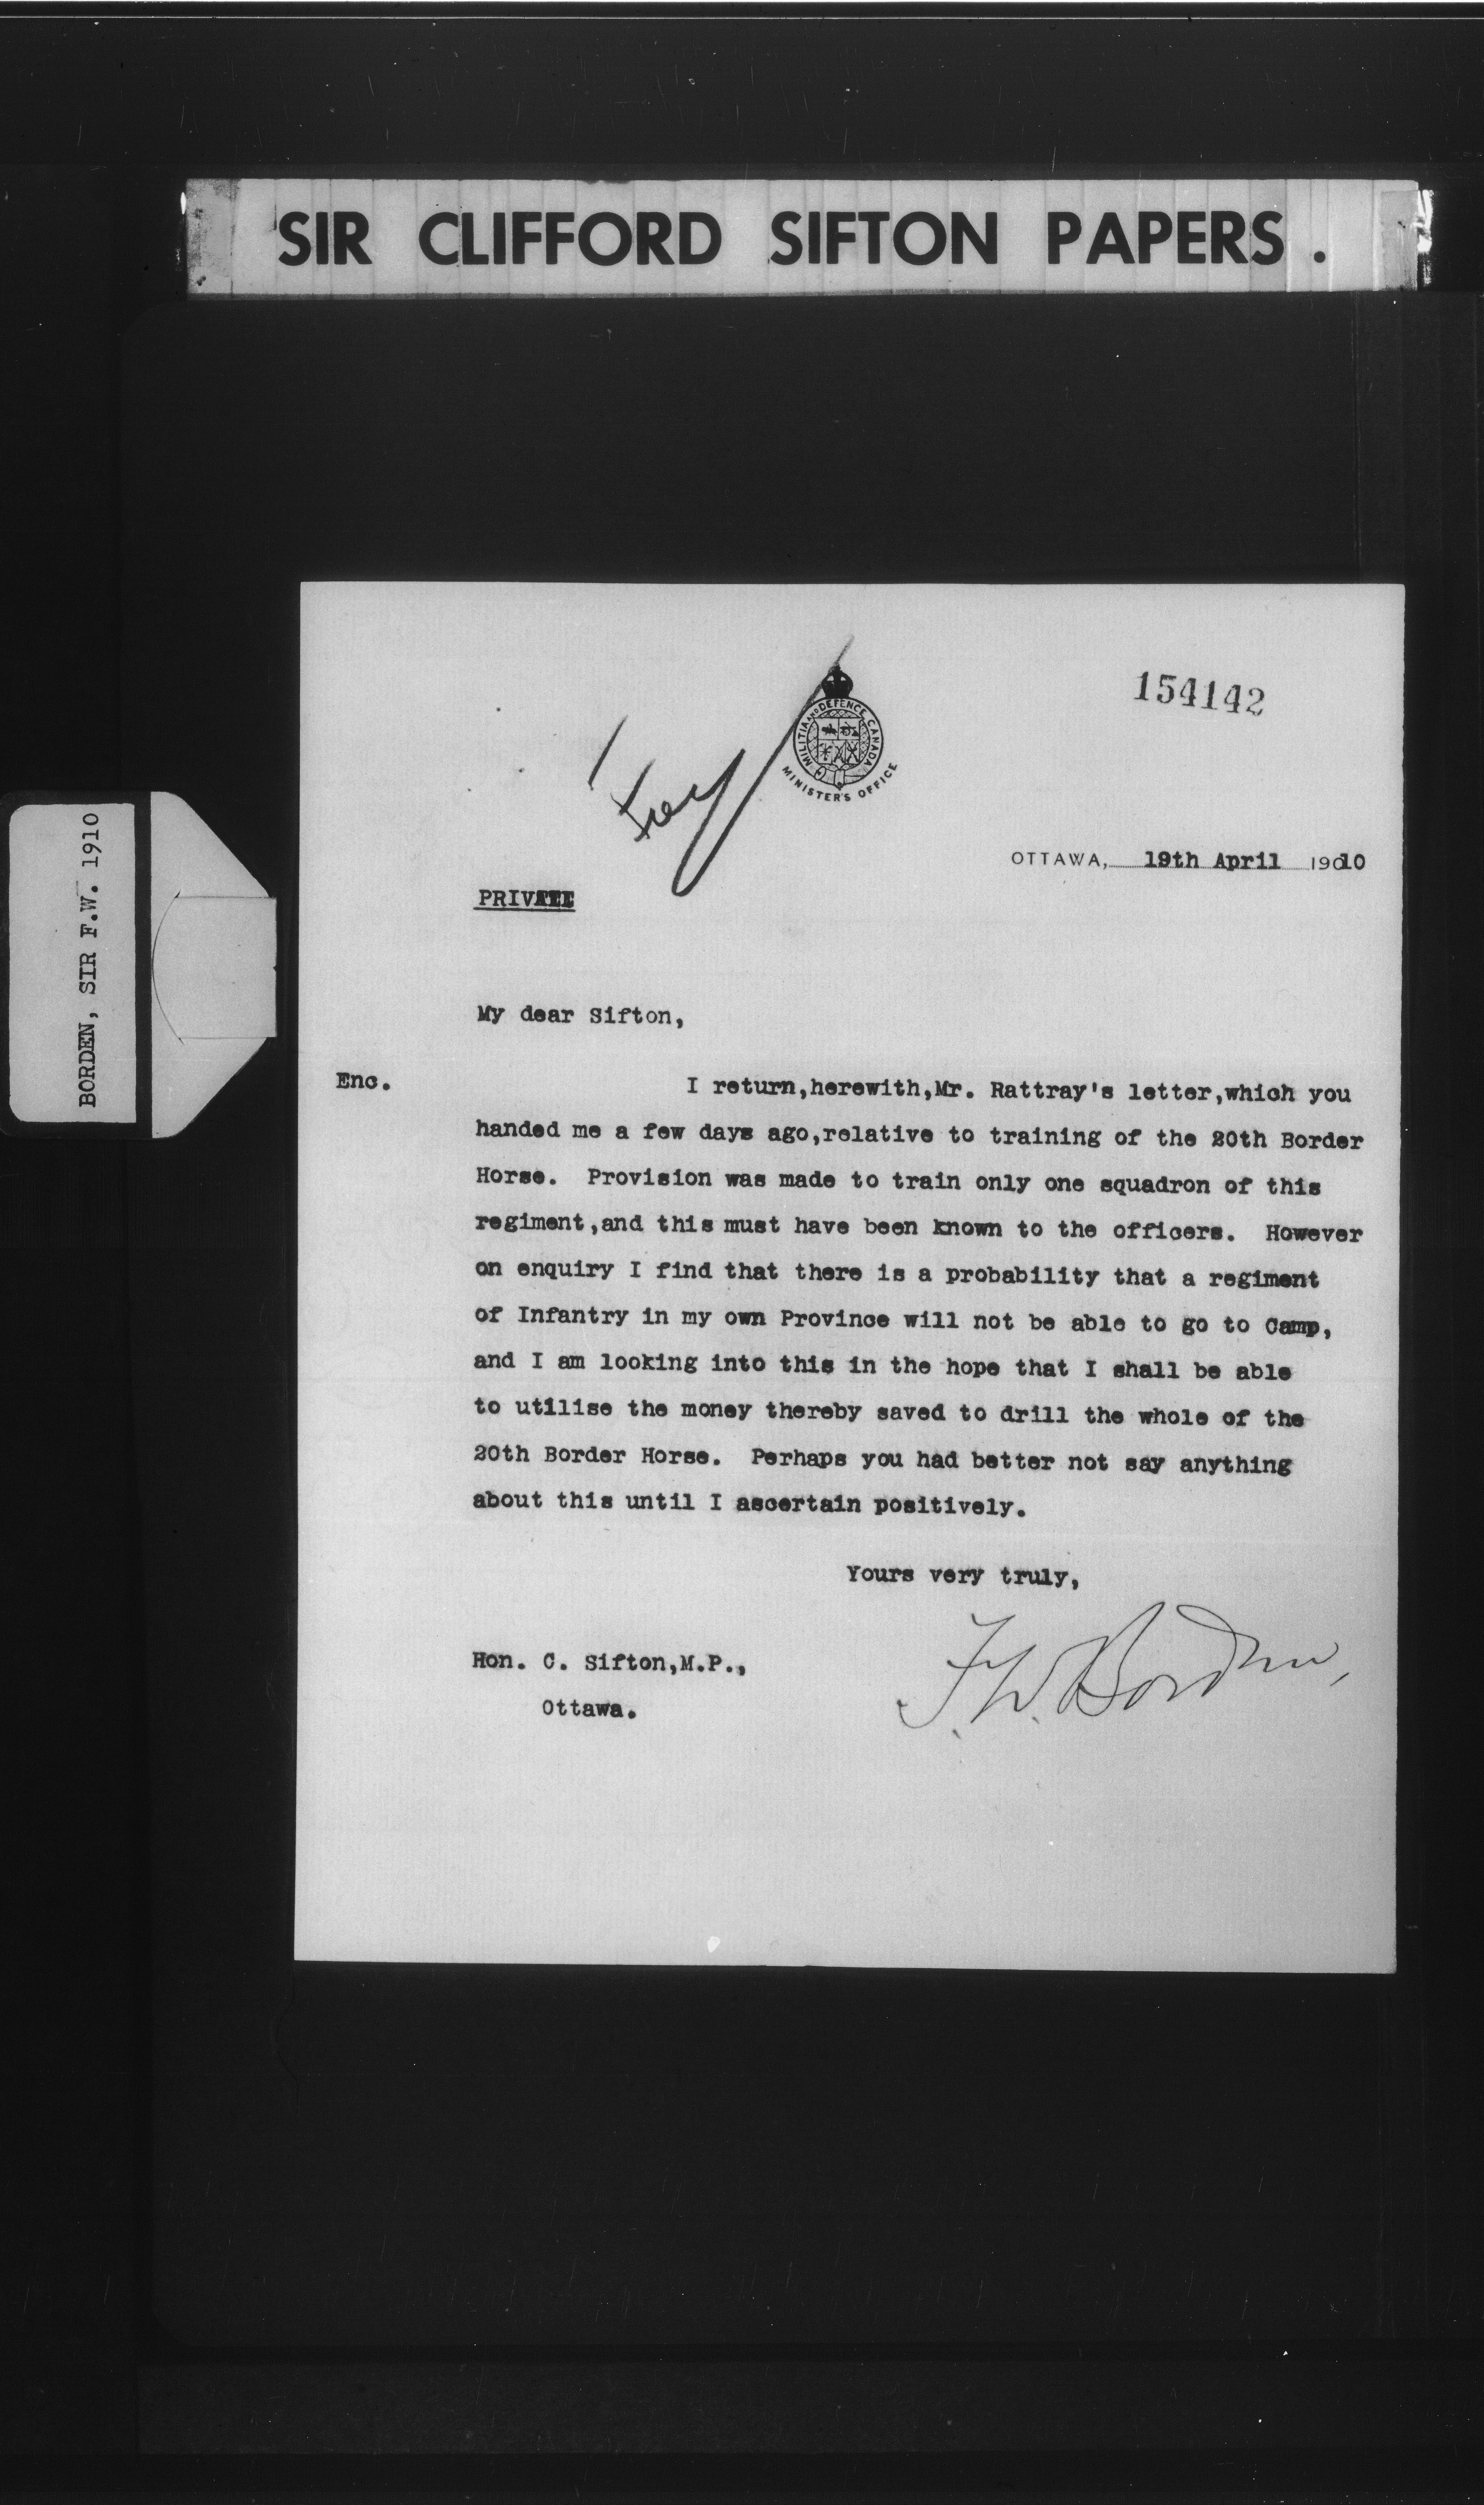 SIR CLIFFORD SIFTON PAPERS.
BORDEN, SIR F.W. 1910
154142
MILITIA AND DEFENCE CANADA
MINISTER'S OFFICE
OTTAWA, 19th April 19010
PRIVATE
My dear Sifton,
Enc.
I return,herewith,Mr. Rattray's letter,which you
handed me a few days ago,relative to training of the 20th Border
Horse. Provision was made to train only one squadron of this
regiment,and this must have been known to the officers. However
on enquiry I find that there is a probability that a regiment
of Infantry in my own Province will not be able to go to Camp,
and I am looking into this in the hope that I shall be able
to utilise the money thereby saved to drill the whole of the
20th Border Horse. Perhaps you had better not say anything
about this until I ascertain positively.
Yours very truly,
F.W. Borden,
Hon. C. Sifton,M.P.,
Ottawa.